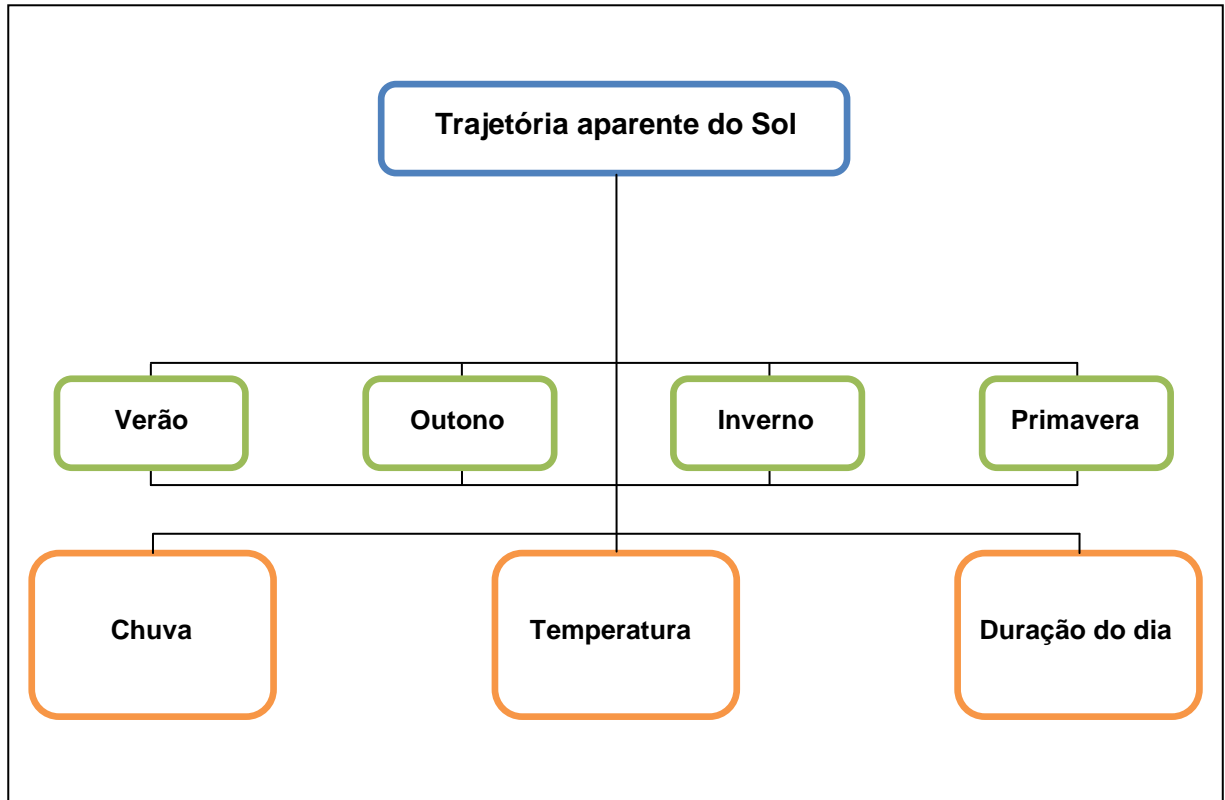 Trajetória aparente do Sol
Verão
Outono
Inverno
Primavera
Chuva
Temperatura
Duração do dia